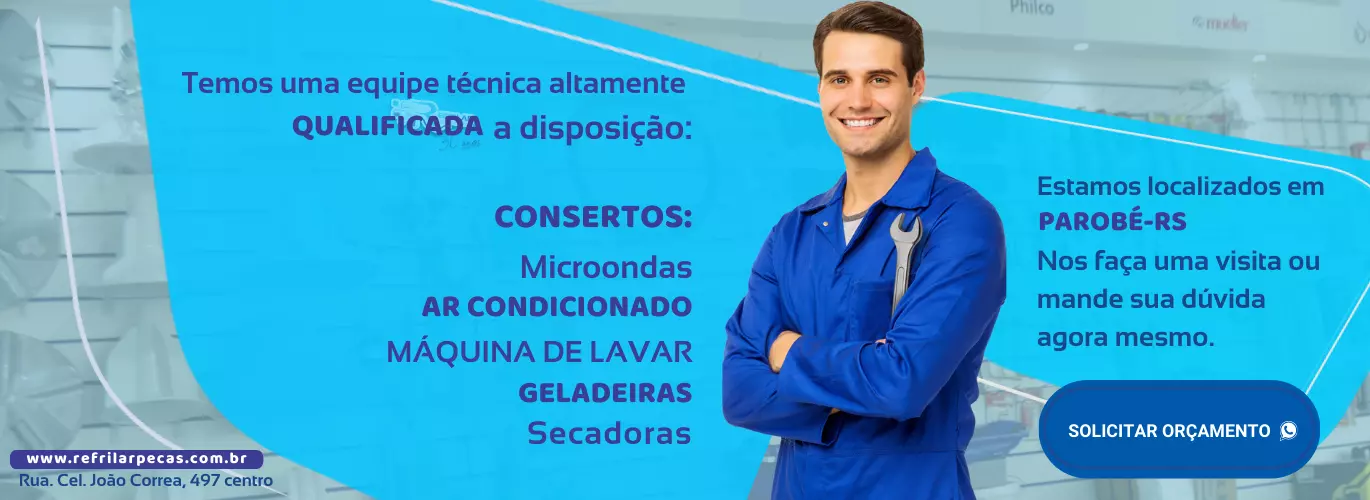 Philco
mueller
Temos uma equipe técnica altamente
QUALIFICADA a disposição:
CONSERTOS:
Microondas
AR CONDICIONADO
MÁQUINA DE LAVAR
GELADEIRAS
Secadoras
Estamos localizados em
PAROBÉ-RS
Nos faça uma visita ou
mande sua dúvida
agora mesmo.
SOLICITAR ORÇAMENTO
www.refrilarpecas.com.br
Rua. Cel. João Correa, 497 centro